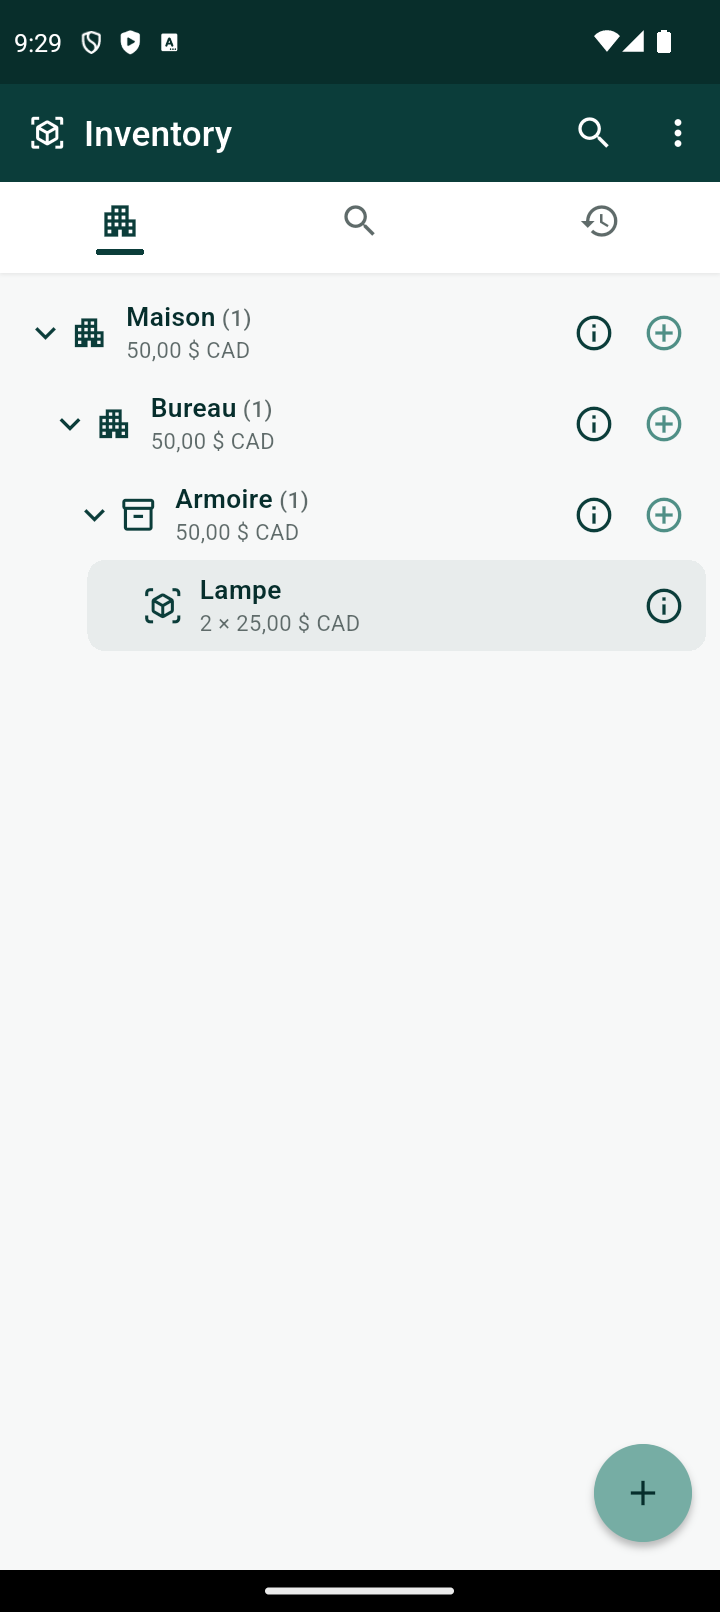 9:29
Inventory
Maison (1)
50,00 $ CAD
Bureau (1)
50,00 $ CAD
Armoire (1)
50,00 $ CAD
Lampe
2 × 25,00 $ CAD